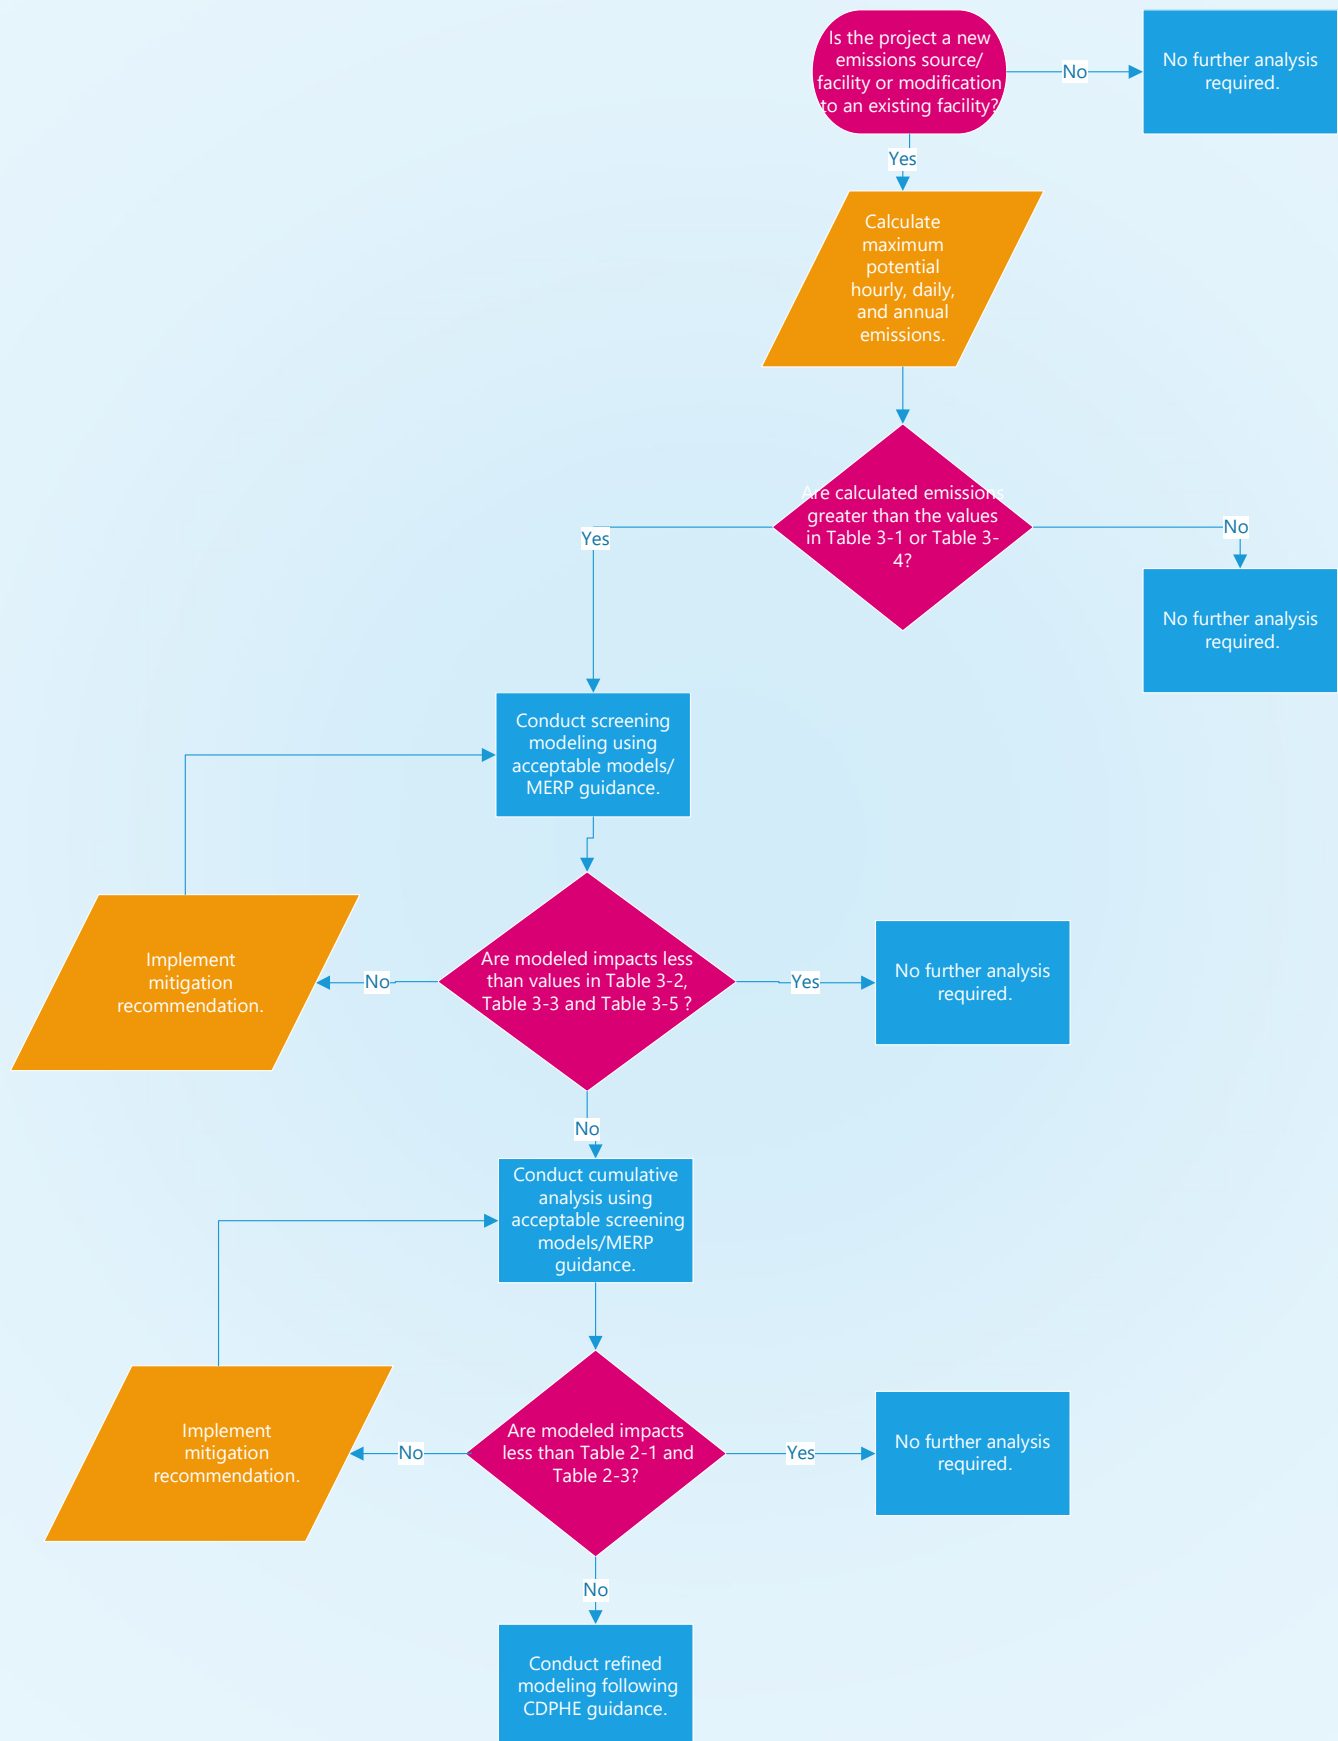 Is the project a new
emissions source/
facility or modification
to an existing facility?
No
No further analysis
required.
Yes
Calculate
maximum
potential
hourly, daily,
and annual
emissions.
Are calculated emissions
greater than the values
in Table 3-1 or Table 3-
4?
Yes
No
No further analysis
required.
Conduct screening
modeling using
acceptable models/
MERP guidance.
Implement
mitigation
recommendation.
No
Are modeled impacts less
than values in Table 3-2,
Table 3-3 and Table 3-5 ?
Yes
No further analysis
required.
No
Conduct cumulative
analysis using
acceptable screening
models/MERP
guidance.
Implement
mitigation
recommendation.
No
Are modeled impacts
less than Table 2-1 and
Table 2-3?
Yes
No further analysis
required.
No
Conduct refined
modeling following
CDPHE guidance.